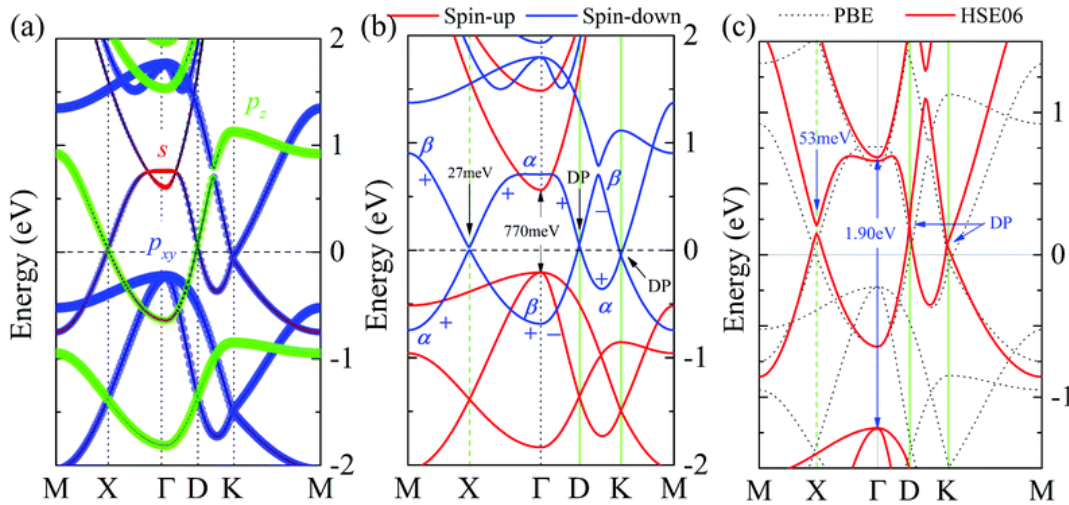 Spin-up Spin-down PBE HSE06
(a) (b) (c)
Energy (eV)
2
1
0
-1
-2
p_z
s
p_xy
M X Γ D K M
Energy (eV)
2
1
0
-1
-2
β
+
27meV
α
+ +
DP
β
−
770meV
+
α
DP
α
+
β
+ −
M X Γ D K M
Energy (eV)
1
0
-1
53meV
DP
1.90eV
M X Γ D K M